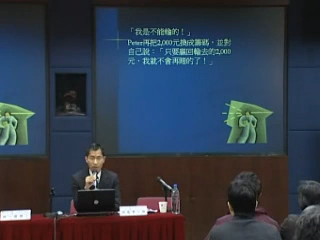 「我是不能輸的！」
Peter再把2,000元換成籌碼，並對
自己說：「只要贏回輸去的2,000
元，我就不會再賭的了！」